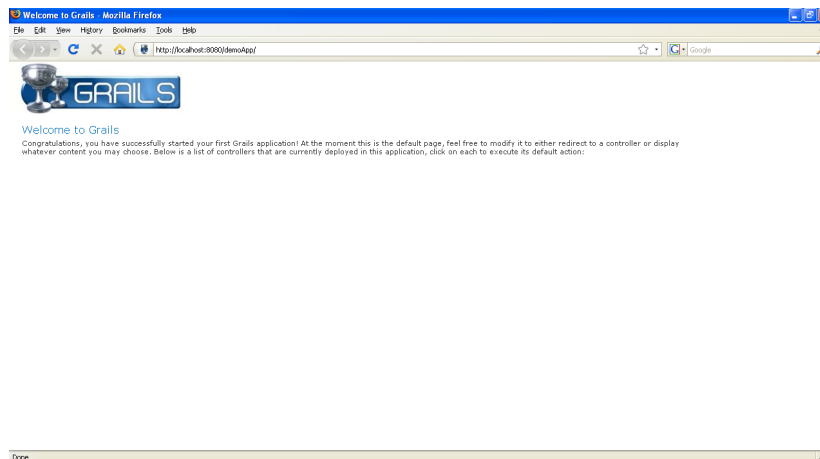 Welcome to Grails - Mozilla Firefox
File Edit View History Bookmarks Tools Help
http://localhost:8080/demoApp/
G Google
GRAILS
Welcome to Grails
Congratulations, you have successfully started your first Grails application! At the moment this is the default page, feel free to modify it to either redirect to a controller or display
whatever content you may choose. Below is a list of controllers that are currently deployed in this application, click on each to execute its default action:
Done